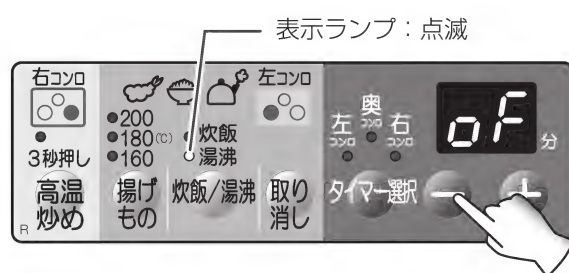 表示ランプ：点滅
右コンロ
左コンロ
200
180(℃)
160
炊飯
湯沸
3秒押し
高温
炒め
揚げ
もの
炊飯/湯沸
取り
消し
左
コンロ
奥
コンロ
右
コンロ
タイマー選択
oF
分
－
＋
R